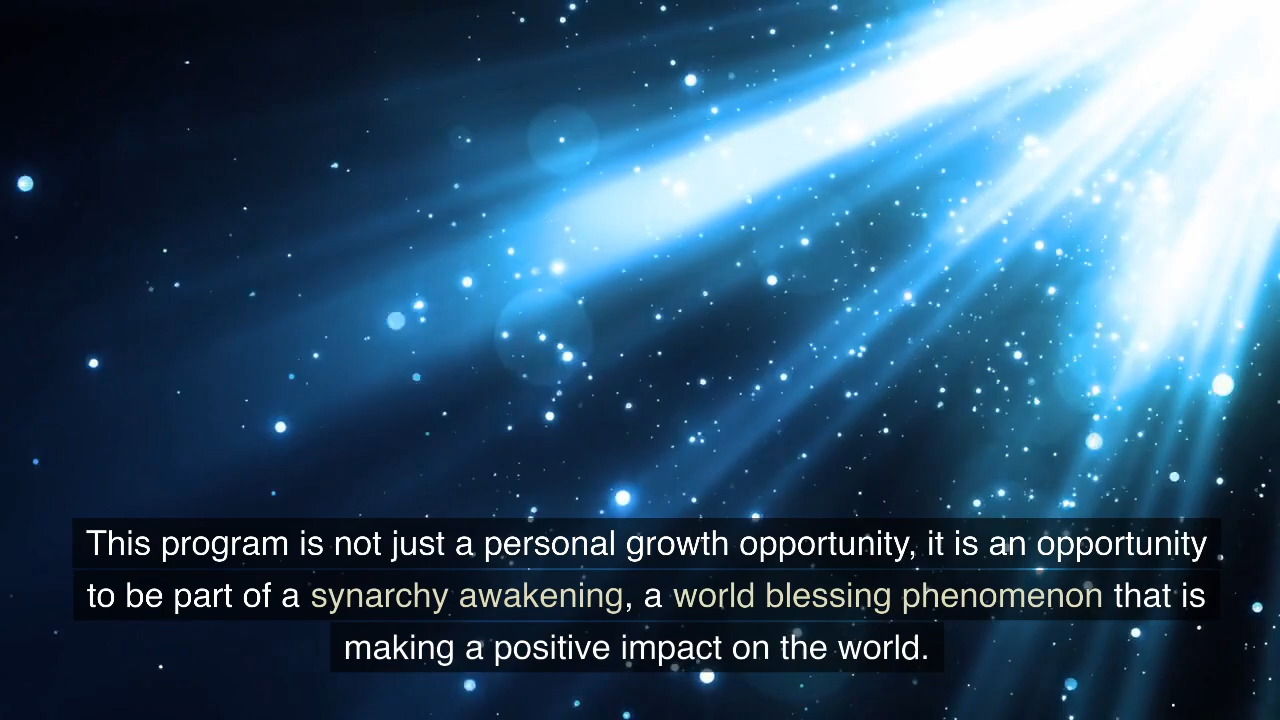 This program is not just a personal growth opportunity, it is an opportunity
to be part of a synarchy awakening, a world blessing phenomenon that is
making a positive impact on the world.